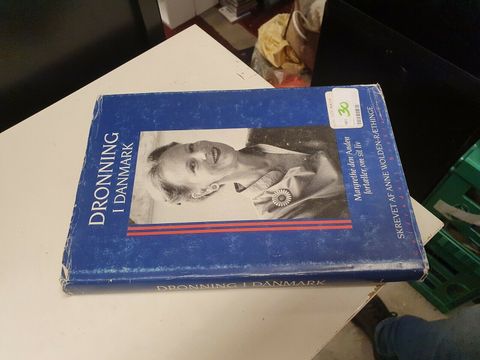 DRONNING
I DANMARK
30
Margrethe den Anden
fortæller om sit liv
SKREVET AF ANNE WOLDEN-RÆTHINGE
DRONNING I DANMARK